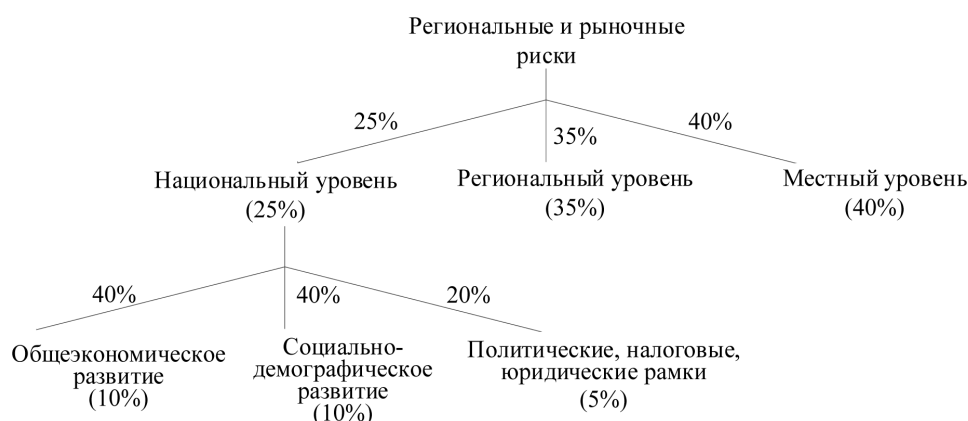 Региональные и рыночные
риски
25%
35%
40%
Национальный уровень
(25%)
Региональный уровень
(35%)
Местный уровень
(40%)
40%
40%
20%
Общеэкономическое
развитие
(10%)
Социально-
демографическое
развитие
(10%)
Политические, налоговые,
юридические рамки
(5%)